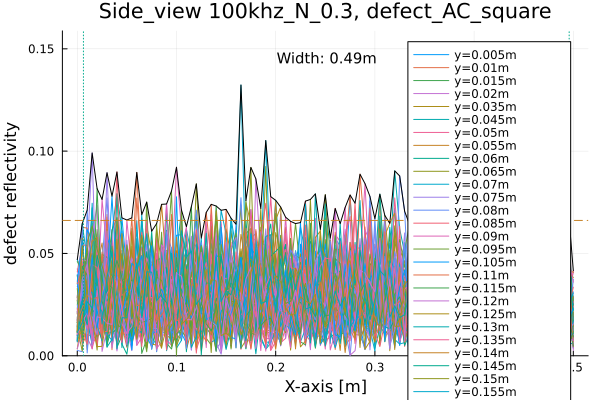 Side_view 100khz_N_0.3, defect_AC_square
Width: 0.49m
defect reflectivity
0.15
0.10
0.05
0.00
0.0
0.1
0.2
0.3
.5
X-axis [m]
y=0.005m
y=0.01m
y=0.015m
y=0.02m
y=0.035m
y=0.045m
y=0.05m
y=0.055m
y=0.06m
y=0.065m
y=0.07m
y=0.075m
y=0.08m
y=0.085m
y=0.09m
y=0.095m
y=0.105m
y=0.11m
y=0.115m
y=0.12m
y=0.125m
y=0.13m
y=0.135m
y=0.14m
y=0.145m
y=0.15m
y=0.155m